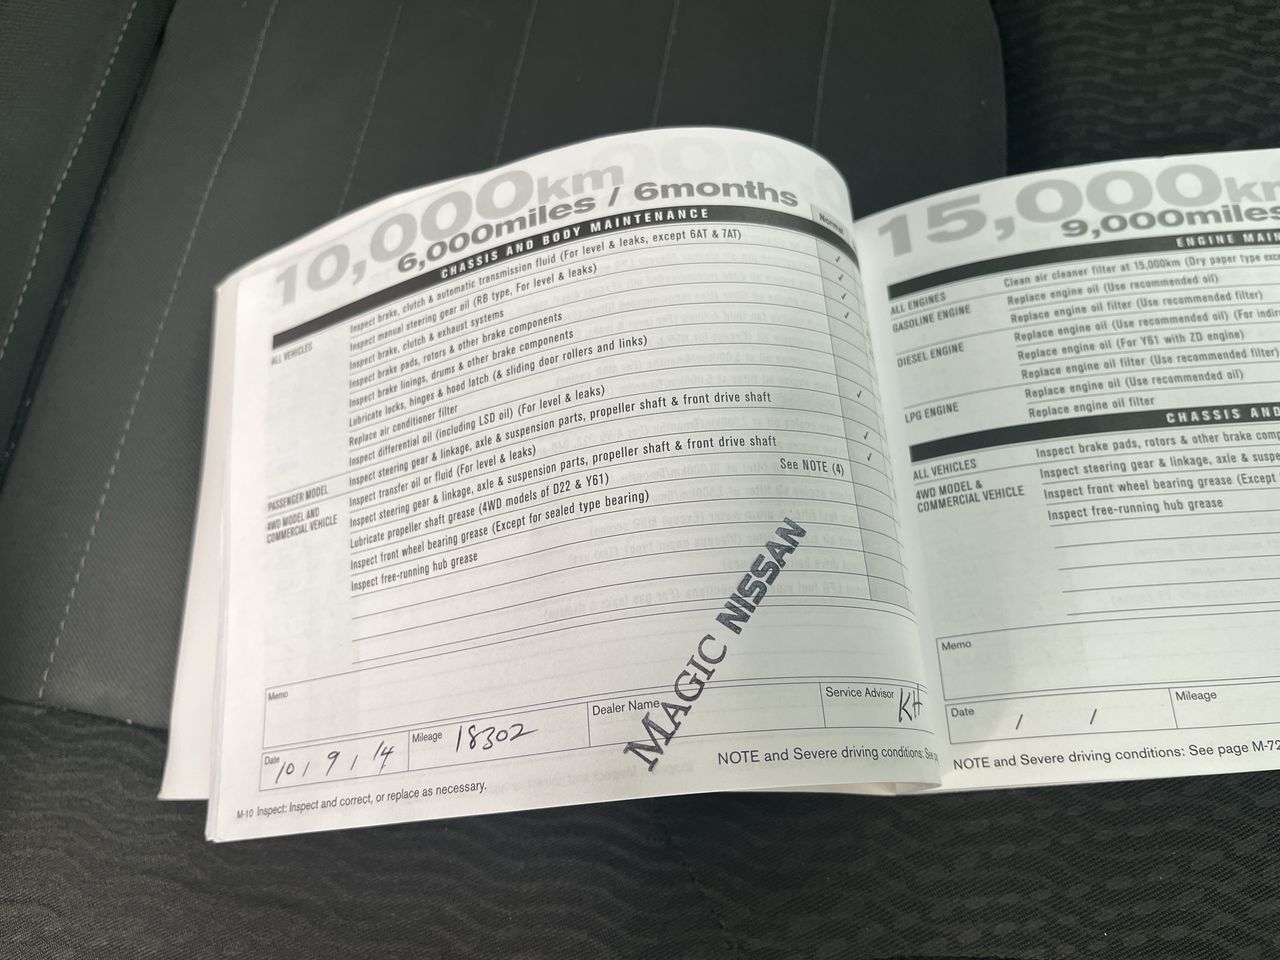 10,000km
6,000miles / 6months
CHASSIS AND BODY MAINTENANCE
Normal
ALL VEHICLES
Inspect brake, clutch & automatic transmission fluid (For level & leaks, except 6AT & 7AT) ✓
Inspect manual steering gear oil (RB type, For level & leaks) ✓
Inspect brake, clutch & exhaust systems ✓
Inspect brake pads, rotors & other brake components ✓
Inspect brake linings, drums & other brake components
Lubricate locks, hinges & hood latch (& sliding door rollers and links)
Replace air conditioner filter
Inspect differential oil (including LSD oil) (For level & leaks) ✓
PASSENGER MODEL
Inspect steering gear & linkage, axle & suspension parts, propeller shaft & front drive shaft
4WD MODEL AND
COMMERCIAL VEHICLE
Inspect transfer oil or fluid (For level & leaks) ✓
Inspect steering gear & linkage, axle & suspension parts, propeller shaft & front drive shaft ✓
Lubricate propeller shaft grease (4WD models of D22 & Y61) See NOTE (4)
Inspect front wheel bearing grease (Except for sealed type bearing)
Inspect free-running hub grease
Memo
Date 10 / 9 / 14
Mileage 18302
Dealer Name
MAGIC NISSAN
Service Advisor KH
M-10 Inspect: Inspect and correct, or replace as necessary.
NOTE and Severe driving conditions: See
15,000km
9,000miles
ENGINE
ALL ENGINES
Clean air cleaner filter at 15,000km (Dry paper type
GASOLINE ENGINE
Replace engine oil (Use recommended oil)
Replace engine oil filter (Use recommended filter)
DIESEL ENGINE
Replace engine oil (Use recommended oil) (For
Replace engine oil (For Y61 with ZD engine)
Replace engine oil filter (Use recommended filter)
LPG ENGINE
Replace engine oil (Use recommended oil)
Replace engine oil filter
CHASSIS AND
ALL VEHICLES
Inspect brake pads, rotors & other brake
4WD MODEL &
COMMERCIAL VEHICLE
Inspect steering gear & linkage, axle &
Inspect front wheel bearing grease (Except
Inspect free-running hub grease
Memo
Date / /
Mileage
NOTE and Severe driving conditions: See page M-72